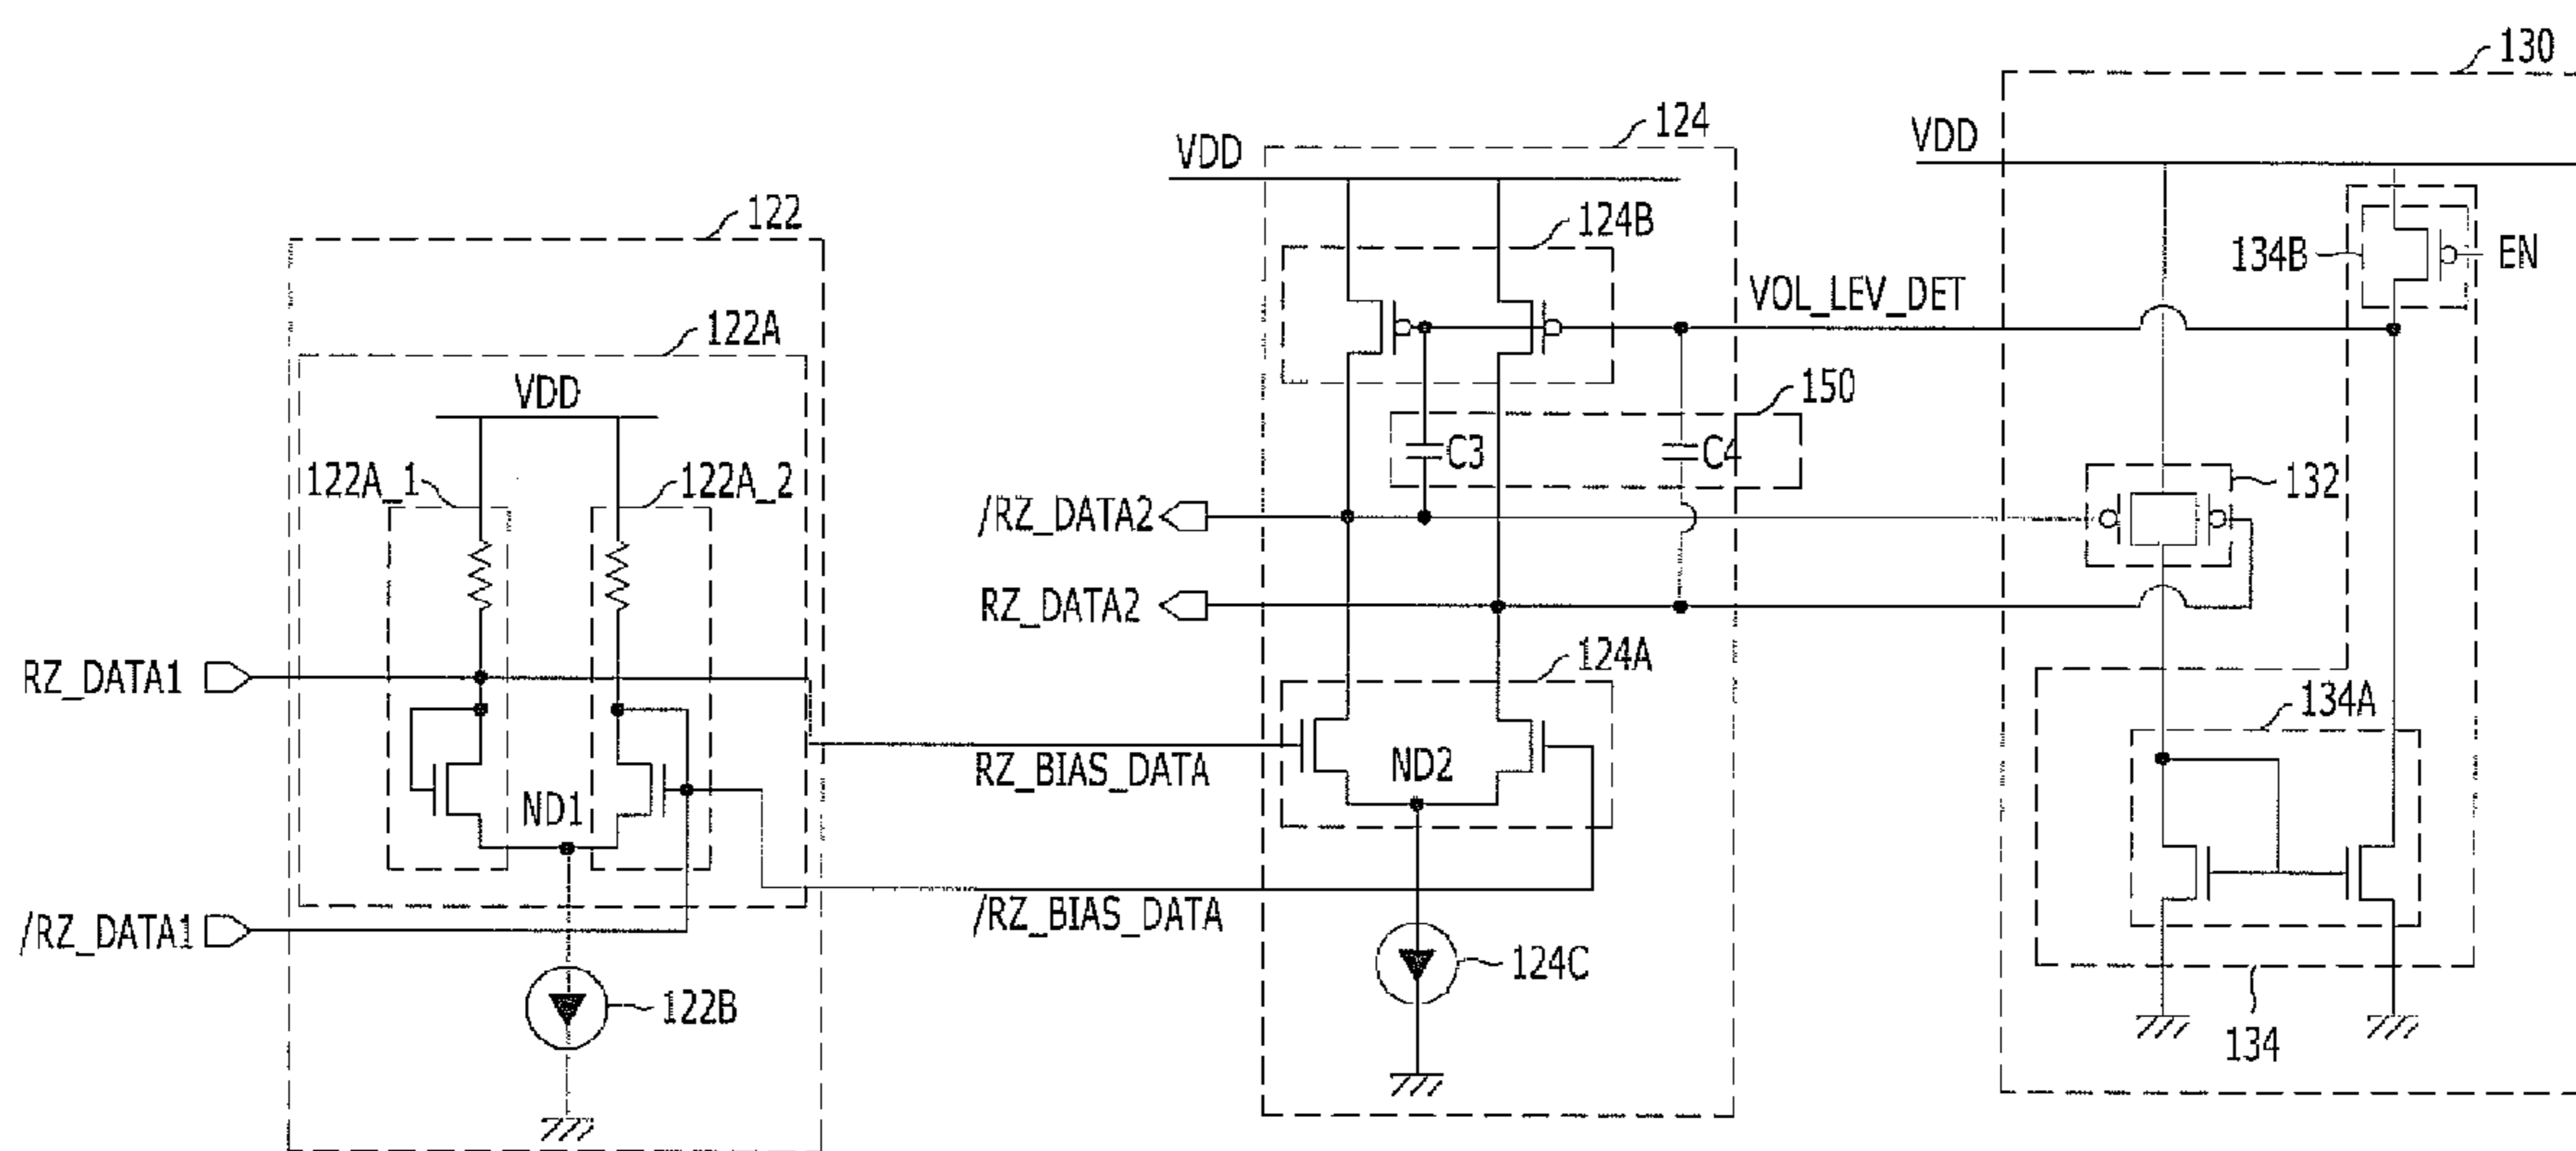 130
124
VDD
VDD
122
124B
134B
EN
VOL_LEV_DET
122A
150
VDD
C3
C4
122A_1
122A_2
132
/RZ_DATA2
RZ_DATA2
124A
RZ_DATA1
134A
ND2
RZ_BIAS_DATA
ND1
/RZ_BIAS_DATA
/RZ_DATA1
124C
122B
134